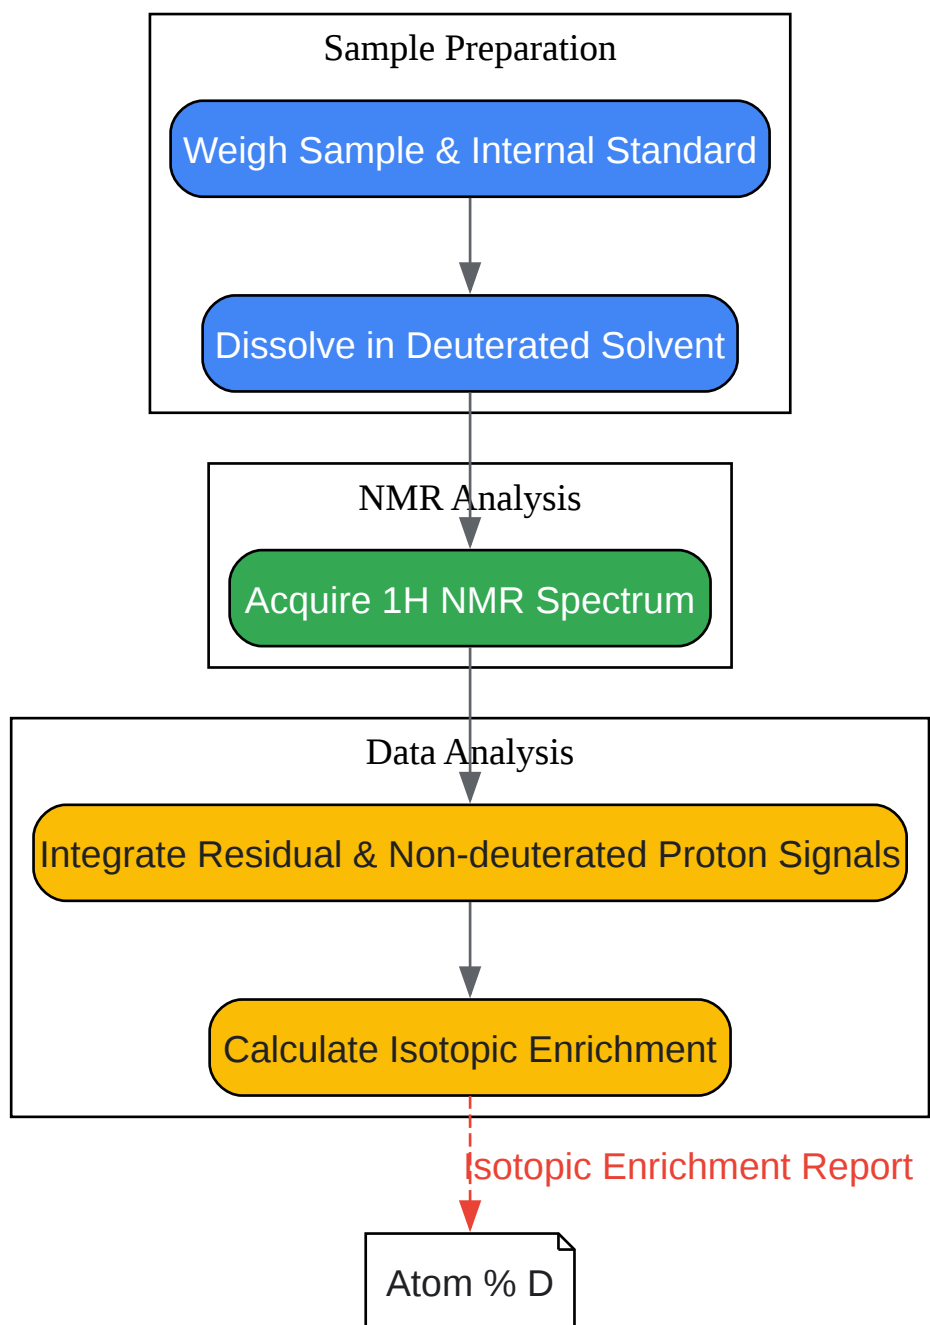 Sample Preparation
Weigh Sample & Internal Standard
Dissolve in Deuterated Solvent
NMR Analysis
Acquire 1H NMR Spectrum
Data Analysis
Integrate Residual & Non-deuterated Proton Signals
Calculate Isotopic Enrichment
Isotopic Enrichment Report
Atom % D